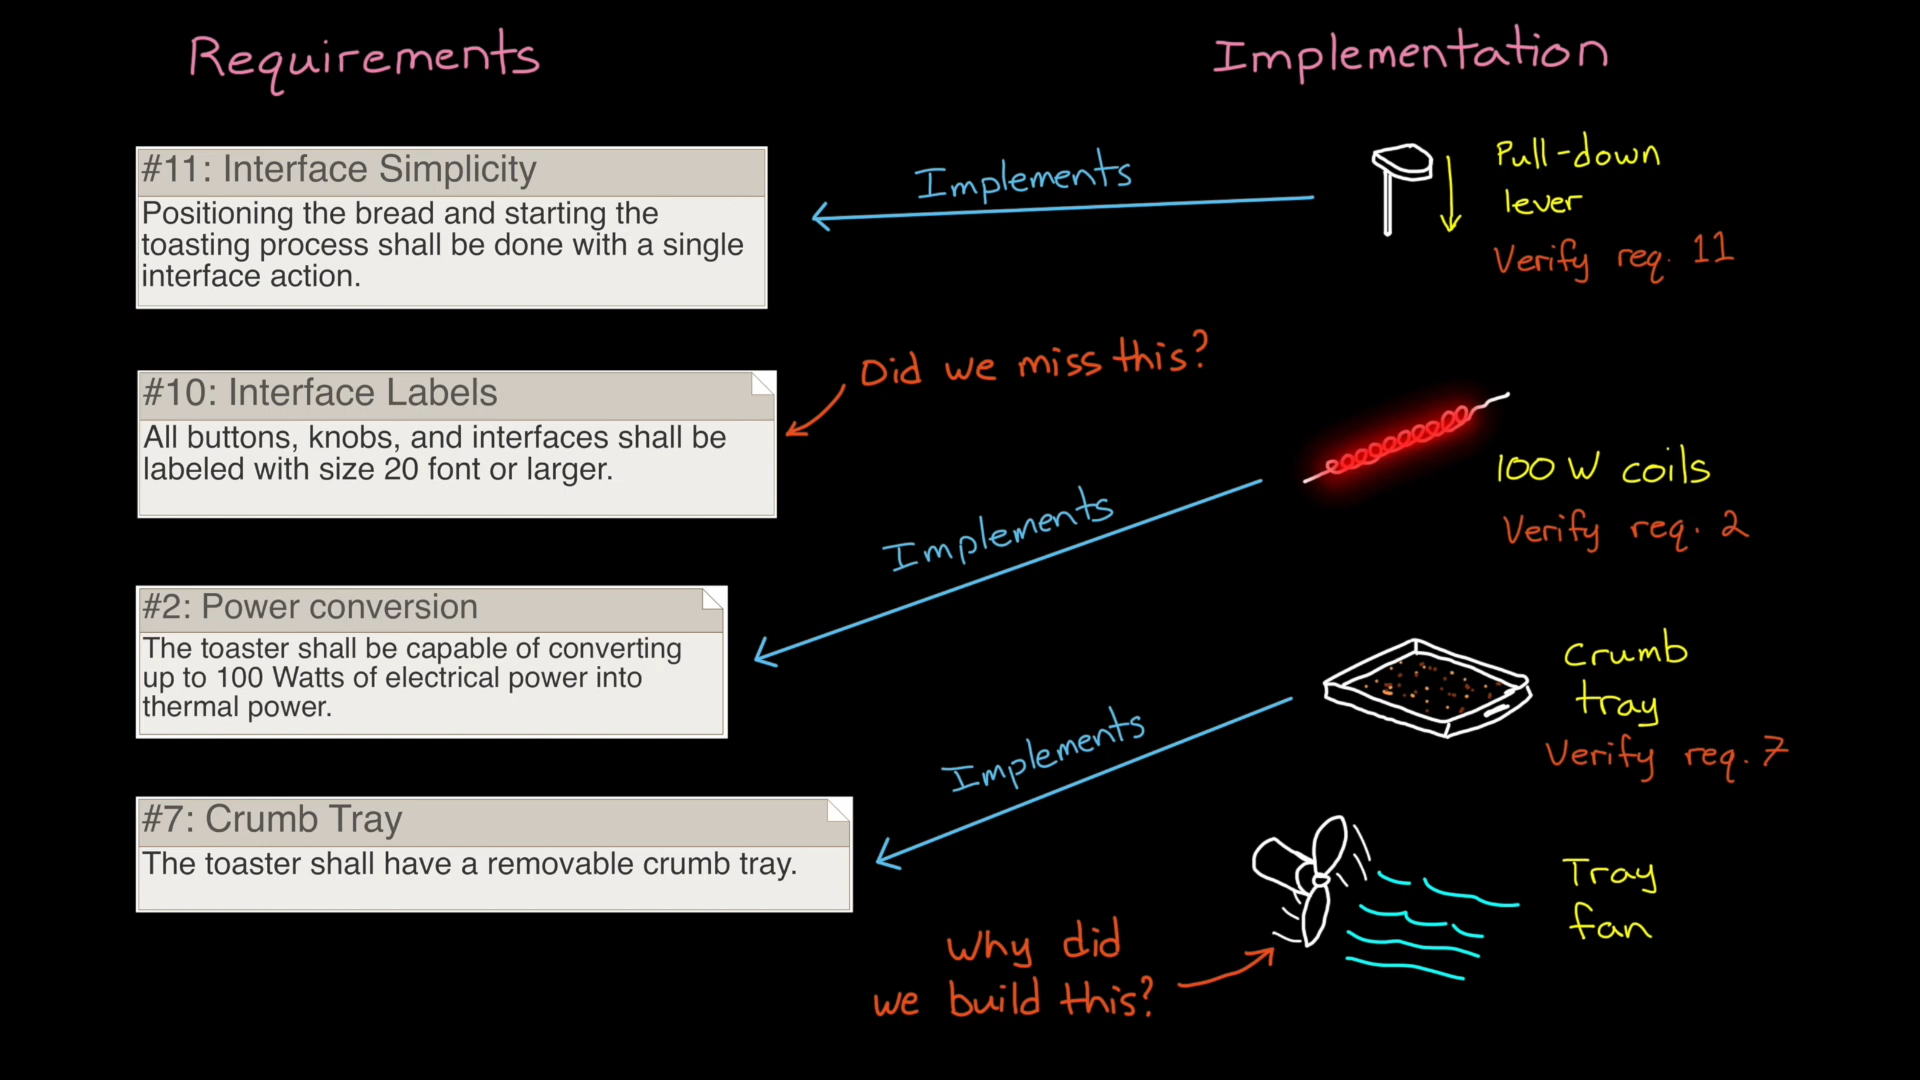 Requirements
Implementation
#11: Interface Simplicity
Positioning the bread and starting the
toasting process shall be done with a single
interface action.
Implements
Pull-down
lever
Verify req. 11
#10: Interface Labels
All buttons, knobs, and interfaces shall be
labeled with size 20 font or larger.
Did we miss this?
100 W coils
Verify req. 2
Implements
#2: Power conversion
The toaster shall be capable of converting
up to 100 Watts of electrical power into
thermal power.
Crumb
tray
Verify req. 7
Implements
#7: Crumb Tray
The toaster shall have a removable crumb tray.
Tray
fan
Why did
we build this?